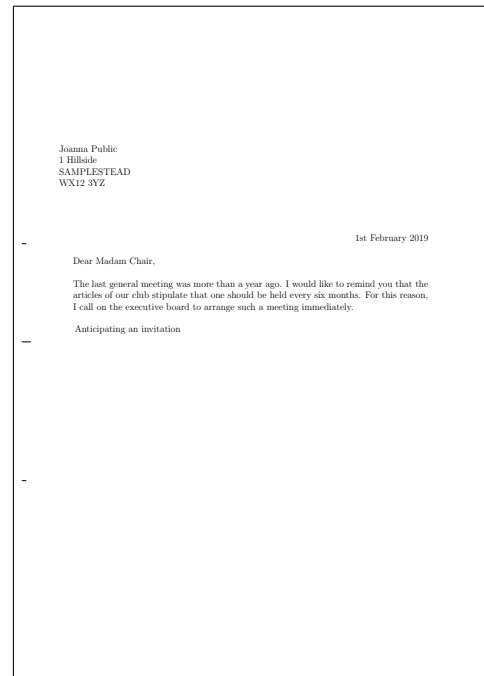 Joanna Public
1 Hillside
SAMPLESTEAD
WX12 3YZ
1st February 2019
Dear Madam Chair,
The last general meeting was more than a year ago. I would like to remind you that the
articles of our club stipulate that one should be held every six months. For this reason,
I call on the executive board to arrange such a meeting immediately.
Anticipating an invitation